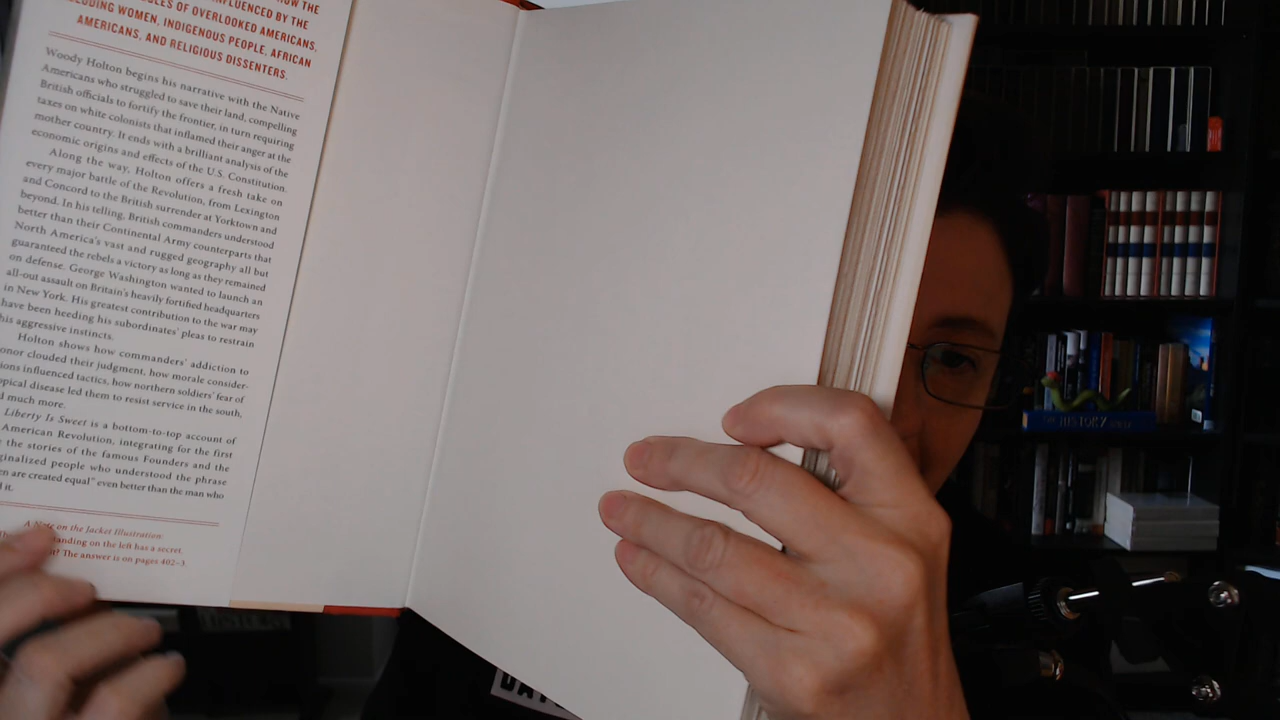 HOW THE
INFLUENCED BY THE
OF OVERLOOKED AMERICANS,
WOMEN, INDIGENOUS PEOPLE, AFRICAN
AMERICANS, AND RELIGIOUS DISSENTERS.
Woody Holton begins his narrative with the Native
Americans who struggled to save their land, compelling
British officials to fortify the frontier, in turn requiring
taxes on white colonists that inflamed their anger at the
mother country. It ends with a brilliant analysis of the
economic origins and effects of the U.S. Constitution.
Along the way, Holton offers a fresh take on
every major battle of the Revolution, from Lexington
and Concord to the British surrender at Yorktown and
beyond. In his telling, British commanders understood
better than their Continental Army counterparts that
North America's vast and rugged geography all but
guaranteed the rebels a victory as long as they remained
on defense. George Washington wanted to launch an
all-out assault on Britain's heavily fortified headquarters
in New York. His greatest contribution to the war may
have been heeding his subordinates' pleas to restrain
his aggressive instincts.
Holton shows how commanders' addiction to
onor clouded their judgment, how morale consider-
ions influenced tactics, how northern soldiers' fear of
opical disease led them to resist service in the south,
d much more.
Liberty Is Sweet is a bottom-to-top account of
American Revolution, integrating for the first
the stories of the famous Founders and the
ginalized people who understood the phrase
en are created equal" even better than the man who
d it.
A Note on the Jacket Illustration:
anding on the left has a secret.
it? The answer is on pages 402–3.
HISTORY